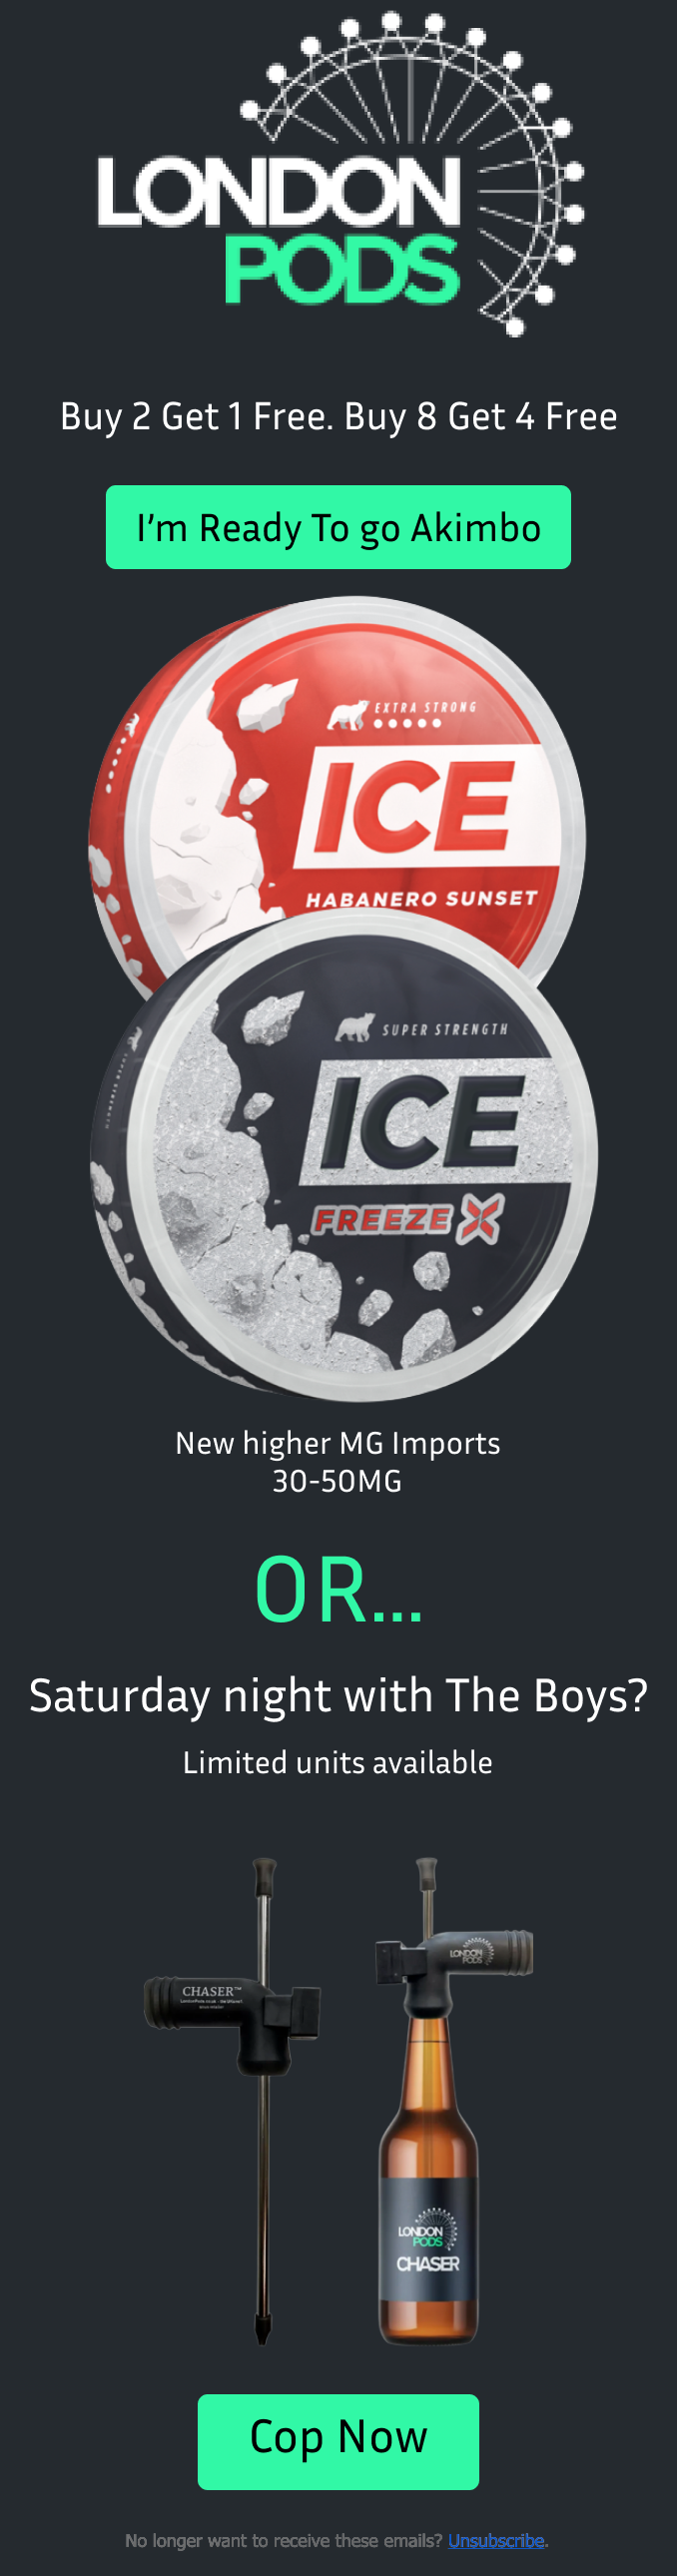 LONDON
PODS
Buy 2 Get 1 Free. Buy 8 Get 4 Free
I'm Ready To go Akimbo
EXTRA STRONG
ICE
HABANERO SUNSET
SUPER STRENGTH
ICE
FREEZE X
New higher MG Imports
30-50MG
OR...
Saturday night with The Boys?
Limited units available
CHASER™
LONDON
PODS
LONDON
PODS
CHASER
Cop Now
No longer want to receive these emails? Unsubscribe.